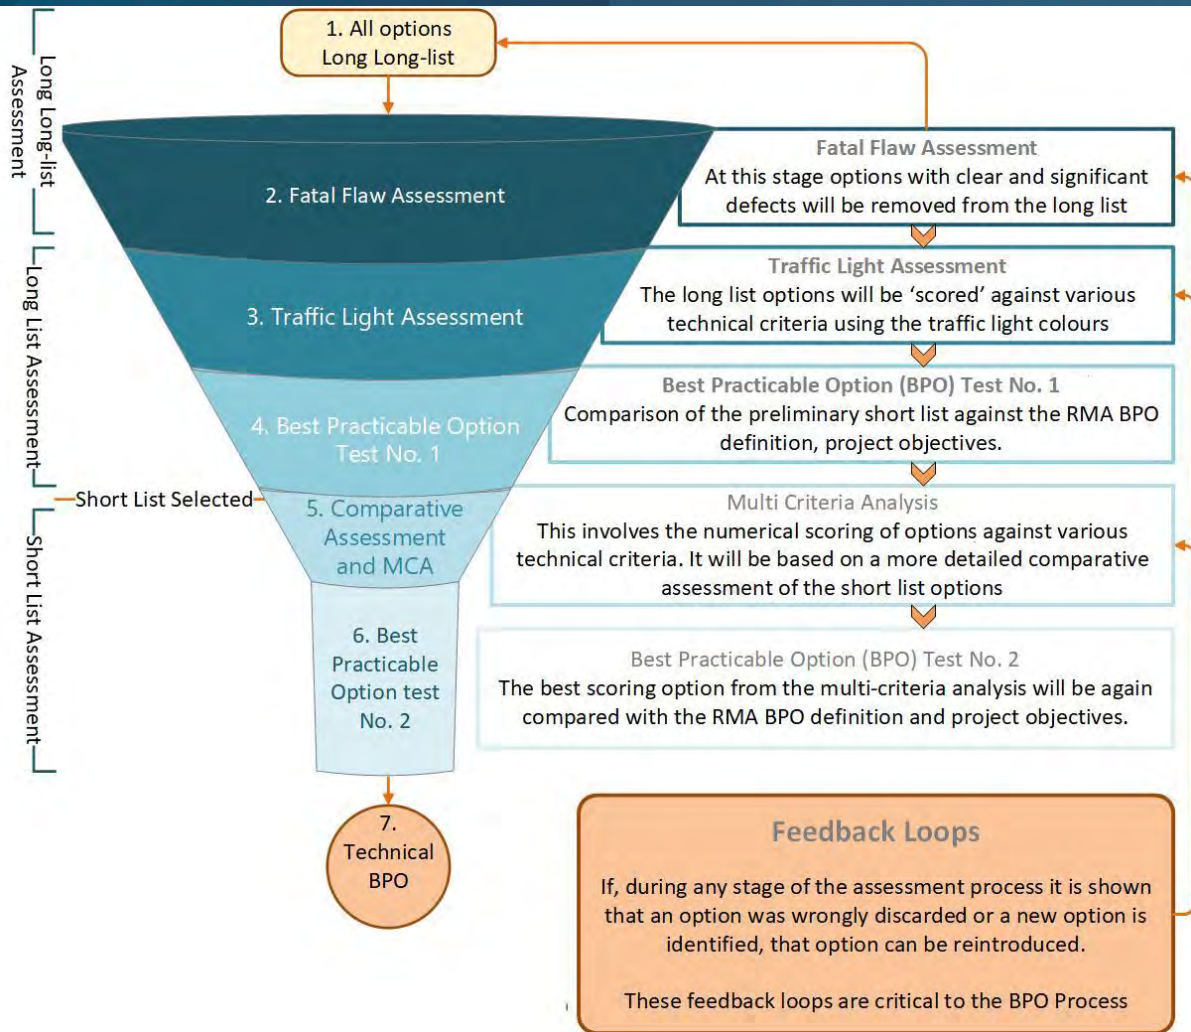 1. All options
Long Long-list
Long Long-list
Assessment
2. Fatal Flaw Assessment
Fatal Flaw Assessment
At this stage options with clear and significant
defects will be removed from the long list
Long List Assessment
3. Traffic Light Assessment
Traffic Light Assessment
The long list options will be ‘scored’ against various
technical criteria using the traffic light colours
4. Best Practicable Option
Test No. 1
Best Practicable Option (BPO) Test No. 1
Comparison of the preliminary short list against the RMA BPO
definition, project objectives.
Short List Selected
Short List Assessment
5. Comparative
Assessment
and MCA
Multi Criteria Analysis
This involves the numerical scoring of options against various
technical criteria. It will be based on a more detailed comparative
assessment of the short list options
6. Best
Practicable
Option test
No. 2
Best Practicable Option (BPO) Test No. 2
The best scoring option from the multi-criteria analysis will be again
compared with the RMA BPO definition and project objectives.
7.
Technical
BPO
Feedback Loops
If, during any stage of the assessment process it is shown
that an option was wrongly discarded or a new option is
identified, that option can be reintroduced.
These feedback loops are critical to the BPO Process